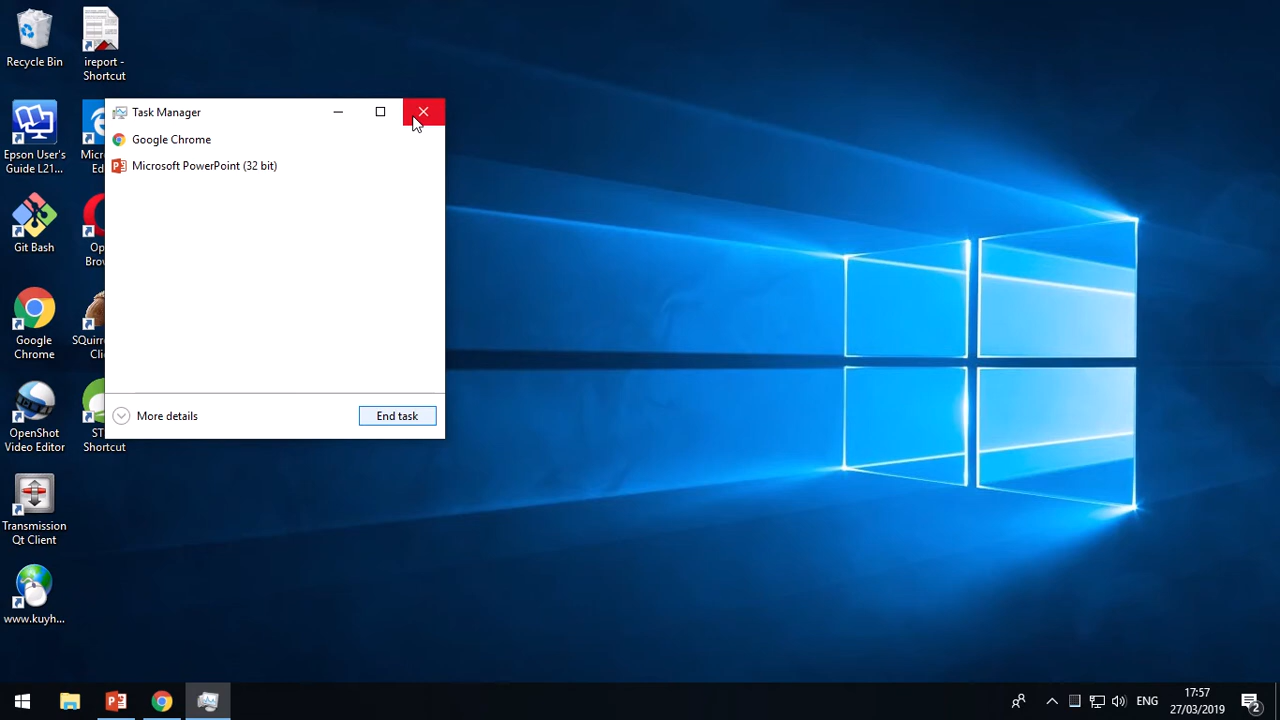 Recycle Bin
ireport -
Shortcut
Task Manager
Google Chrome
Microsoft PowerPoint (32 bit)
More details
End task
Epson User's
Guide L21...
Git Bash
Google
Chrome
OpenShot
Video Editor
Shortcut
Transmission
Qt Client
www.kuyh...
ENG
17:57
27/03/2019
2